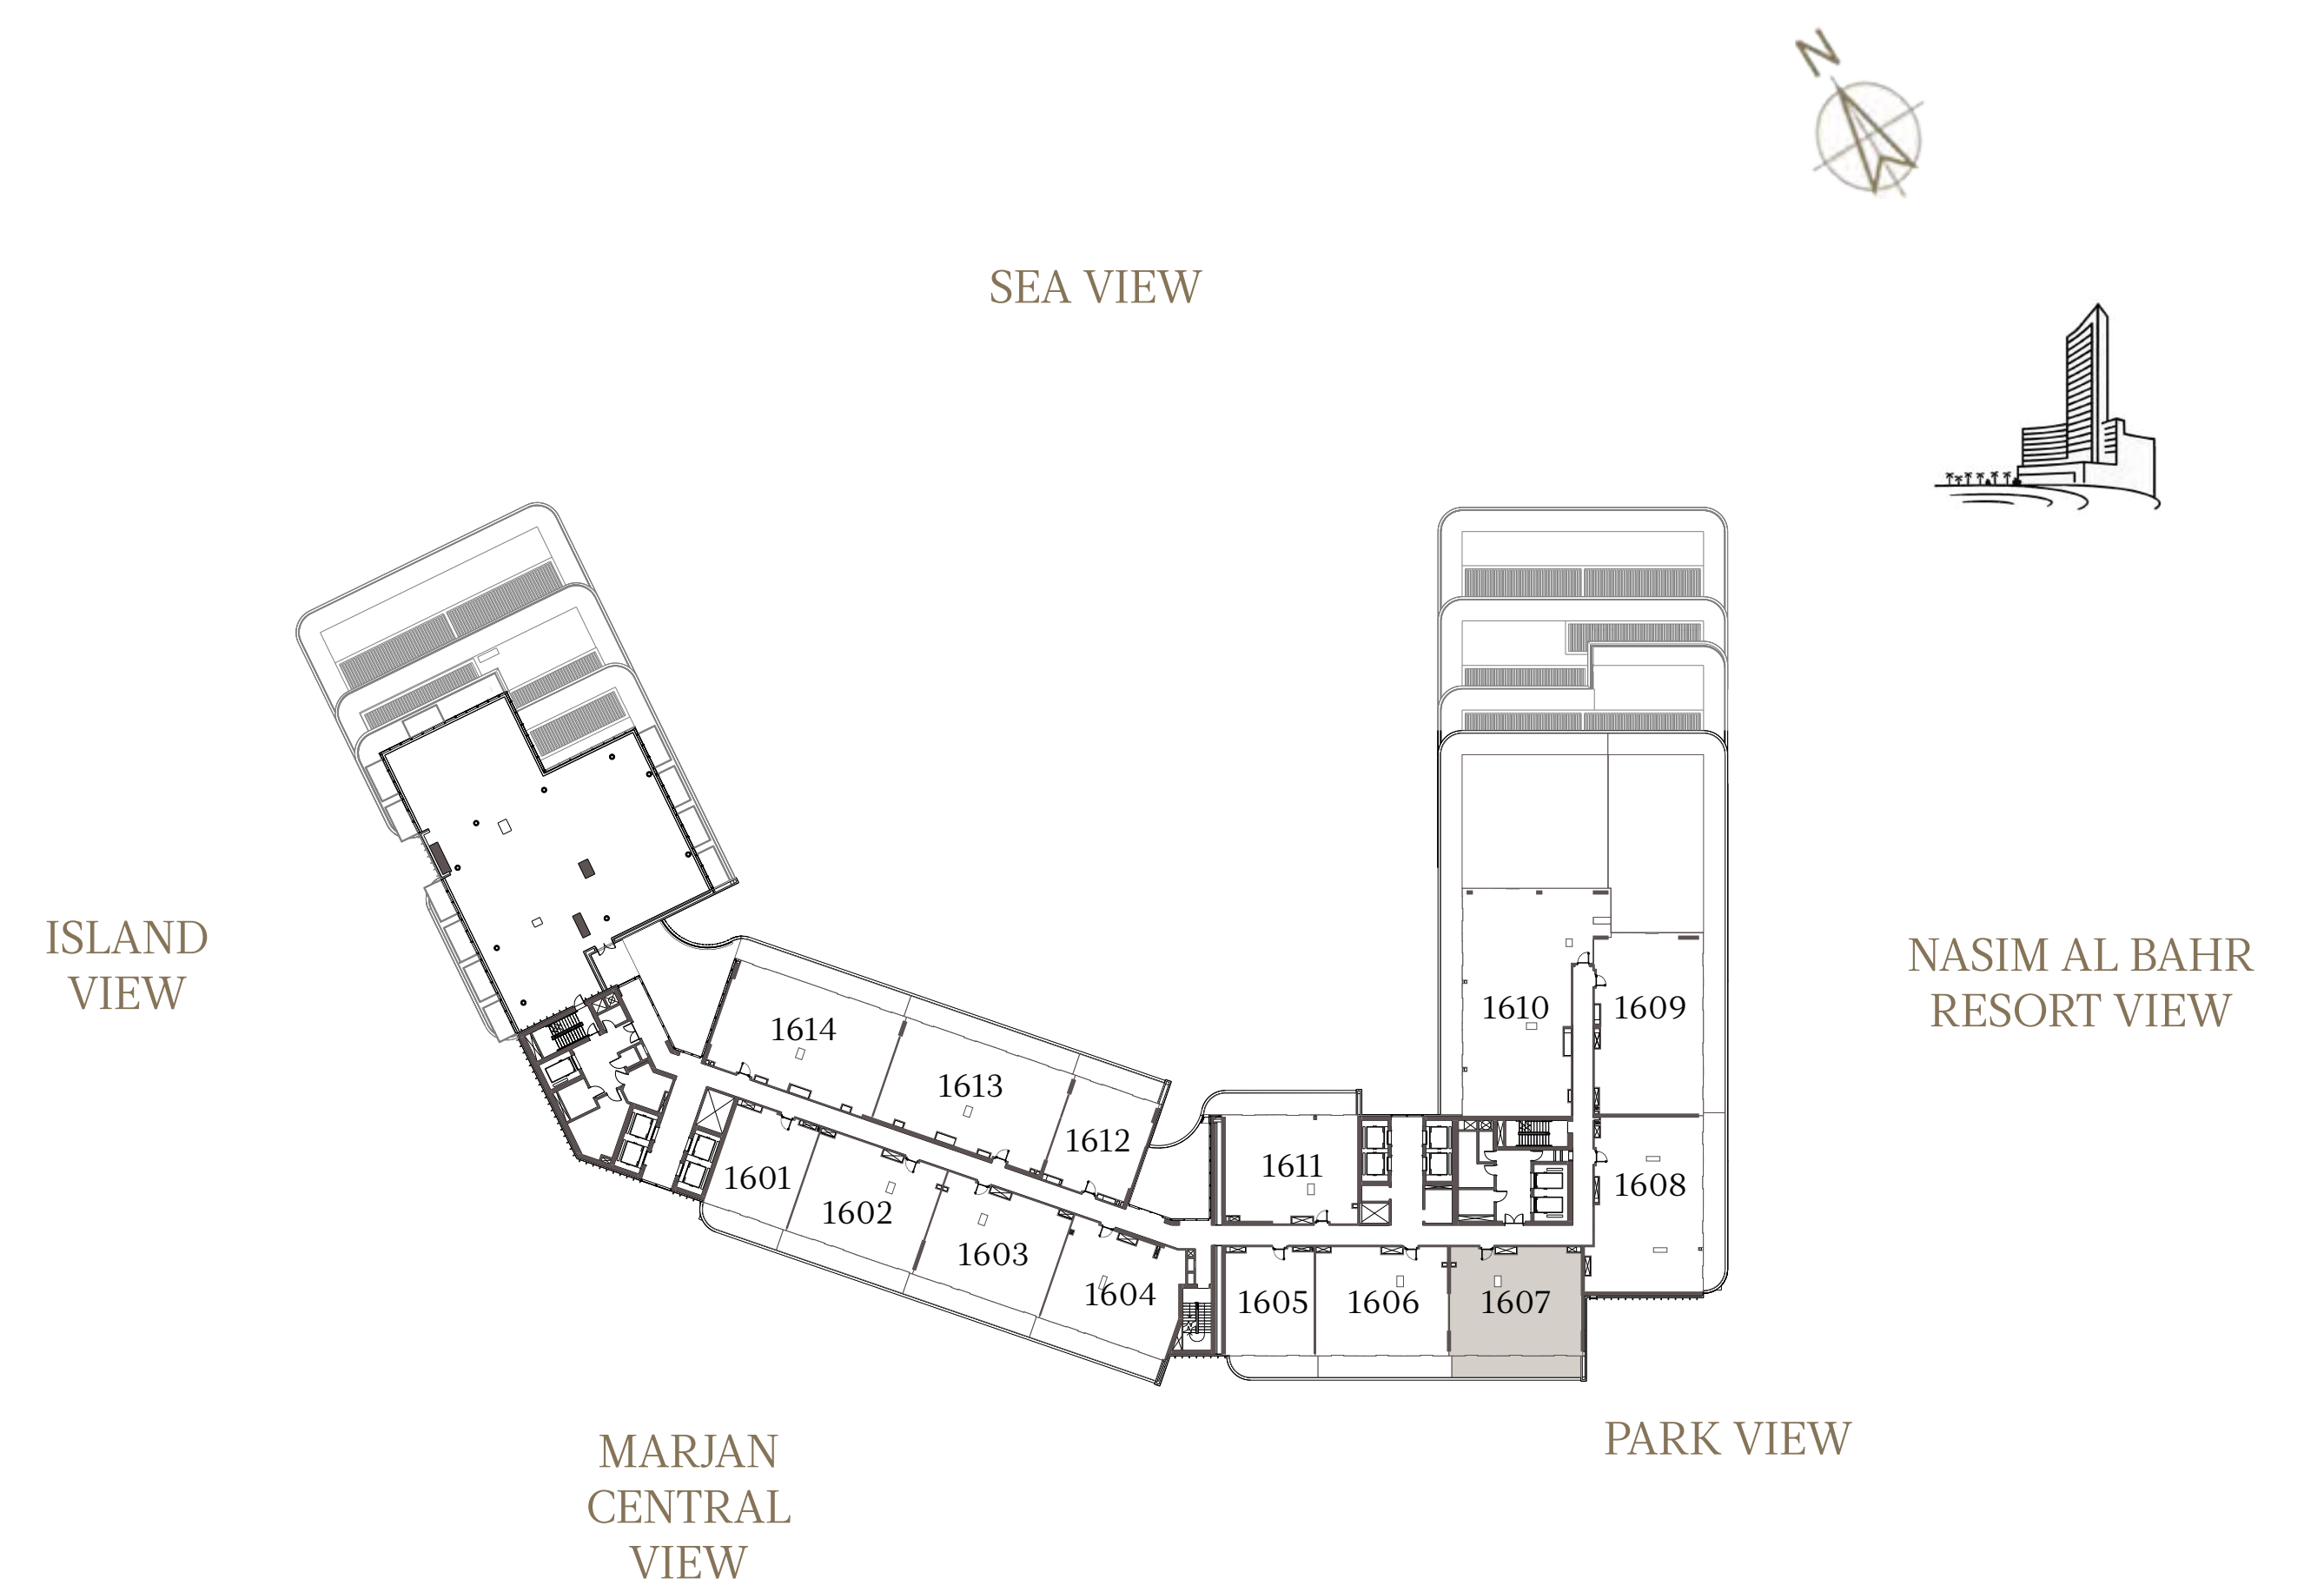 N
SEA VIEW
ISLAND
VIEW
NASIM AL BAHR
RESORT VIEW
1610
1609
1614
1613
1612
1611
1601
1602
1603
1604
1608
1605
1606
1607
PARK VIEW
MARJAN
CENTRAL
VIEW